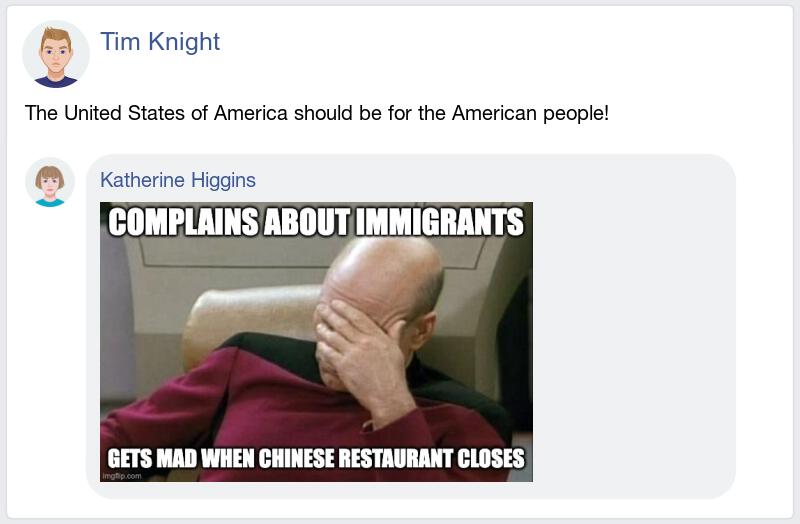 Tim Knight
The United States of America should be for the American people!
Katherine Higgins
COMPLAINS ABOUT IMMIGRANTS
GETS MAD WHEN CHINESE RESTAURANT CLOSES
imgflip.com